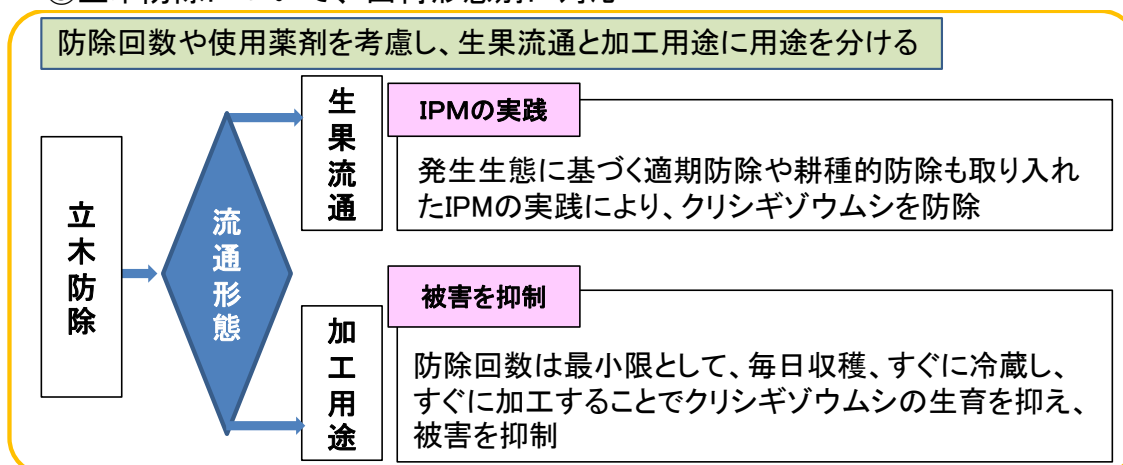 防除回数や使用薬剤を考慮し、生果流通と加工用途に用途を分ける
立木防除
流通形態
生果流通
IPMの実践
発生生態に基づく適期防除や耕種的防除も取り入れ
たIPMの実践により、クリシギゾウムシを防除
加工用途
被害を抑制
防除回数は最小限として、毎日収穫、すぐに冷蔵し、
すぐに加工することでクリシギゾウムシの生育を抑え、
被害を抑制